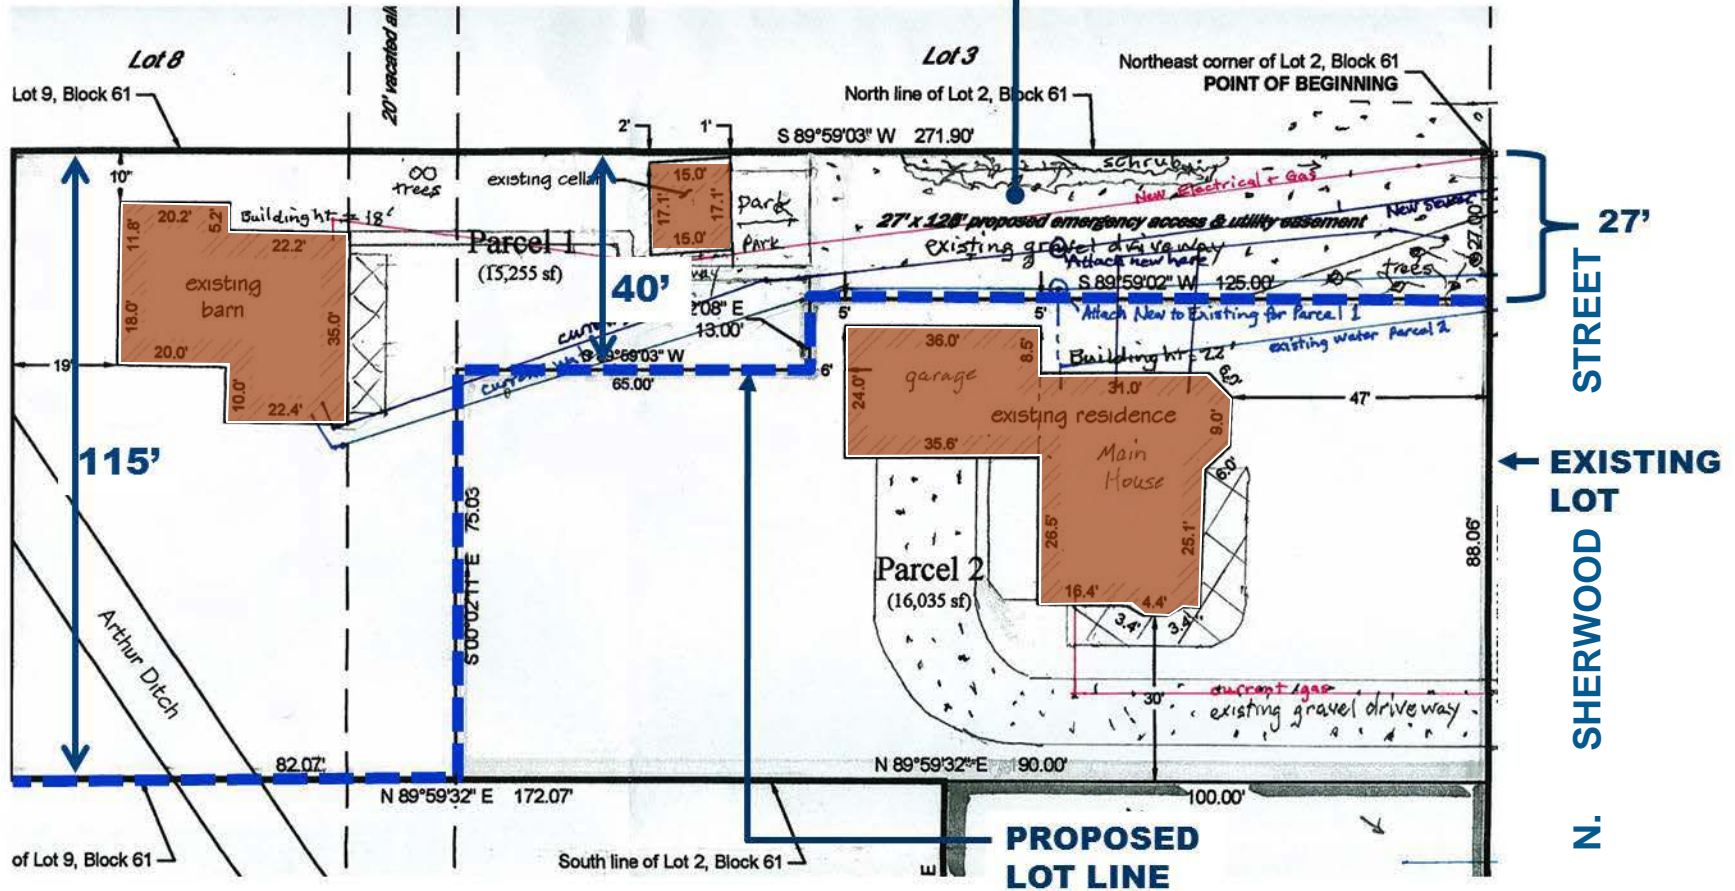 Lot 8
20' vacated
Lot 3
Northeast corner of Lot 2, Block 61
POINT OF BEGINNING
Lot 9, Block 61
North line of Lot 2, Block 61
2'
1'
S 89°59'03" W 271.90'
10"
trees
existing cellar
15.0'
17.1'
17.1'
15.0'
park
park
schrub
New Electrical + Gas
New sewer
27' x 128' proposed emergency access & utility easement
existing gravel driveway
Attach new here
27.00'
27'
20.2'
5.2'
11.8'
Building ht = 18'
22.2'
Parcel 1
(15,255 sf)
existing
barn
18.0'
35.0'
20.0'
10.0'
22.4'
19'
40'
115'
trees
S 89°59'02" W 125.00'
5'
5'
Attach New to Existing for Parcel 1
existing water parcel 2
2'08" E
13.00'
S 89°59'03" W
65.00'
6'
36.0'
8.5'
Building ht = 22'
garage
24.0'
31.0'
6.0'
47'
existing residence
9.0'
35.6'
Main
House
6.0'
26.5'
25.1'
16.4'
4.4'
3.4'
3.4'
STREET
EXISTING
LOT
SHERWOOD
N.
88.06'
S 00°02'11" E 75.03
Parcel 2
(16,035 sf)
Arthur Ditch
current gas
existing gravel driveway
30'
82.07'
N 89°59'32" E 190.00'
N 89°59'32" E 172.07'
100.00'
of Lot 9, Block 61
South line of Lot 2, Block 61
E
PROPOSED
LOT LINE